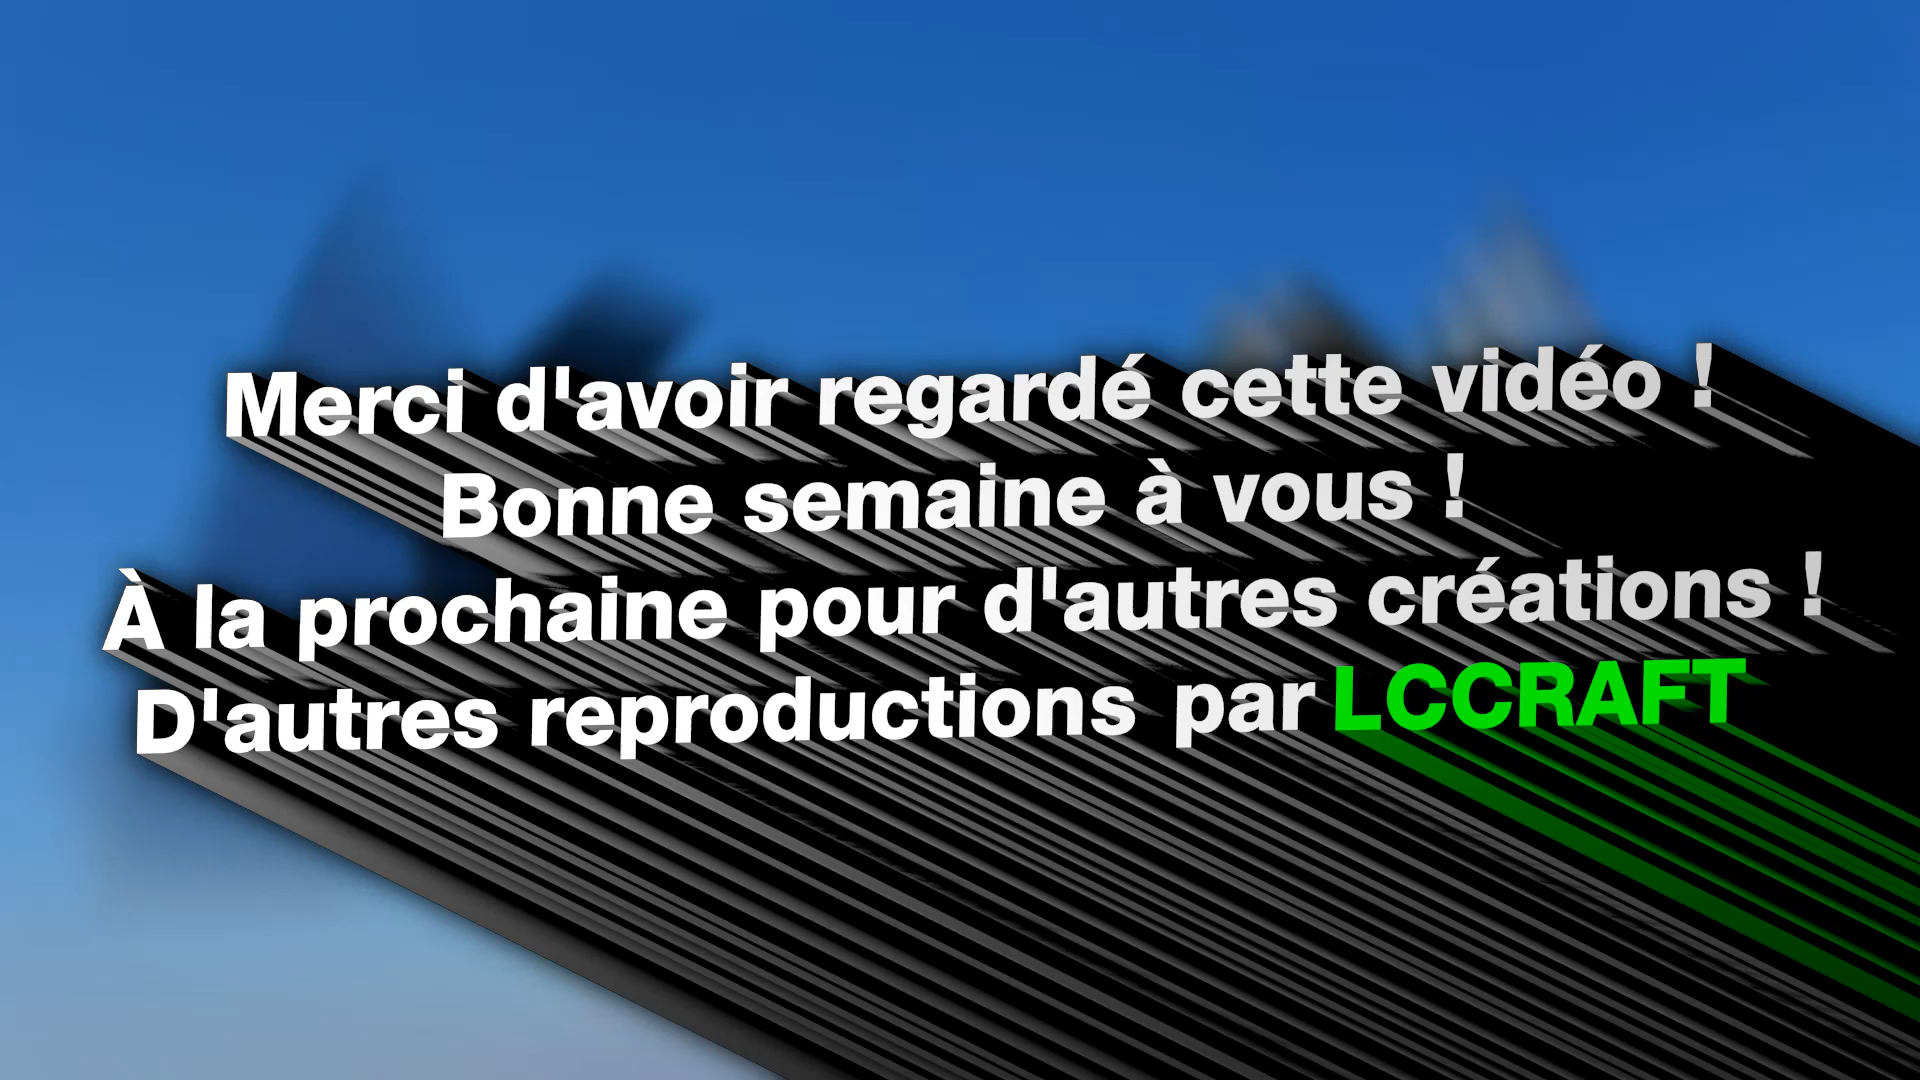 Merci d'avoir regardé cette vidéo !
Bonne semaine à vous !
À la prochaine pour d'autres créations !
D'autres reproductions par LCCRAFT